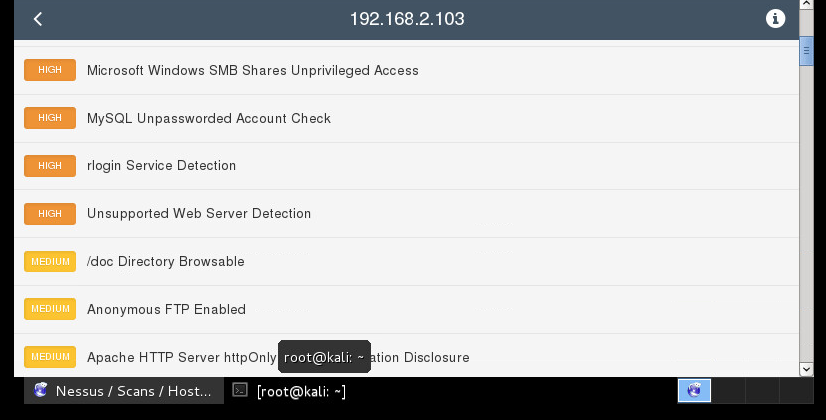 192.168.2.103
HIGH Microsoft Windows SMB Shares Unprivileged Access
HIGH MySQL Unpassworded Account Check
HIGH rlogin Service Detection
HIGH Unsupported Web Server Detection
MEDIUM /doc Directory Browsable
MEDIUM Anonymous FTP Enabled
MEDIUM Apache HTTP Server httpOnly ation Disclosure
root@kali: ~
Nessus / Scans / Host... [root@kali: ~]